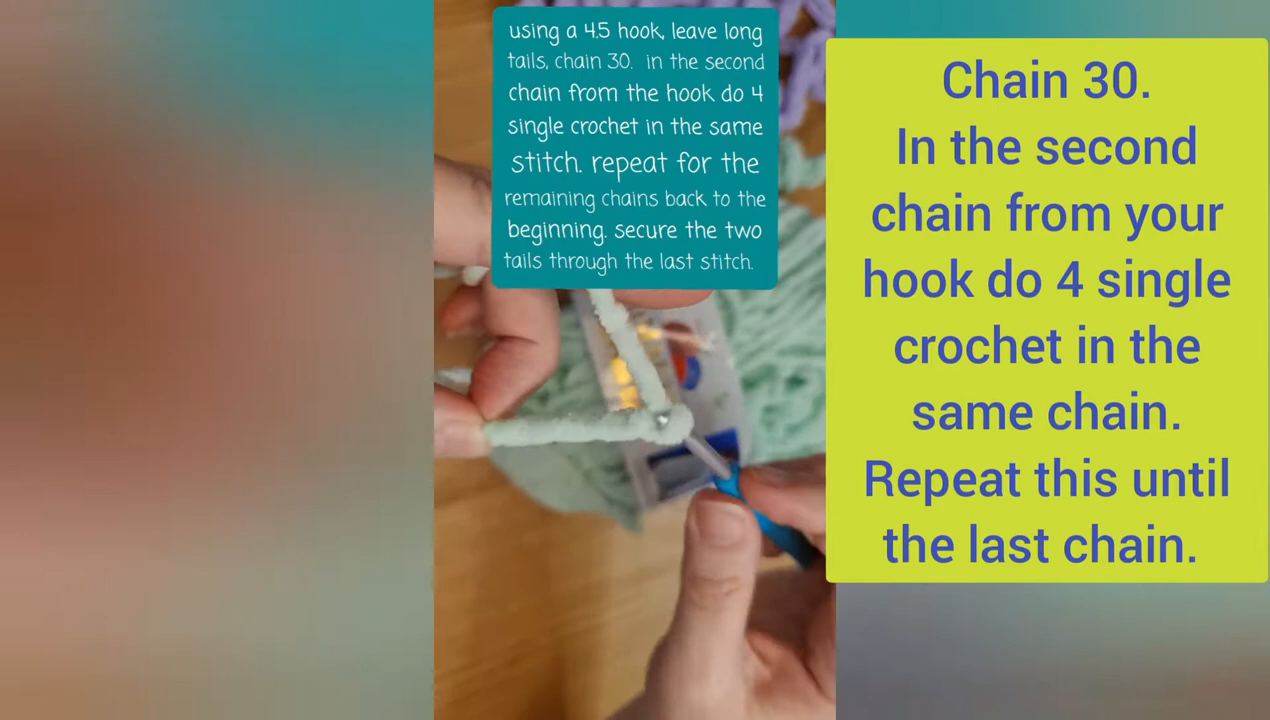 using a 4.5 hook, leave long
tails, chain 30. in the second
chain from the hook do 4
single crochet in the same
stitch. repeat for the
remaining chains back to the
beginning. secure the two
tails through the last stitch.
Chain 30.
In the second
chain from your
hook do 4 single
crochet in the
same chain.
Repeat this until
the last chain.